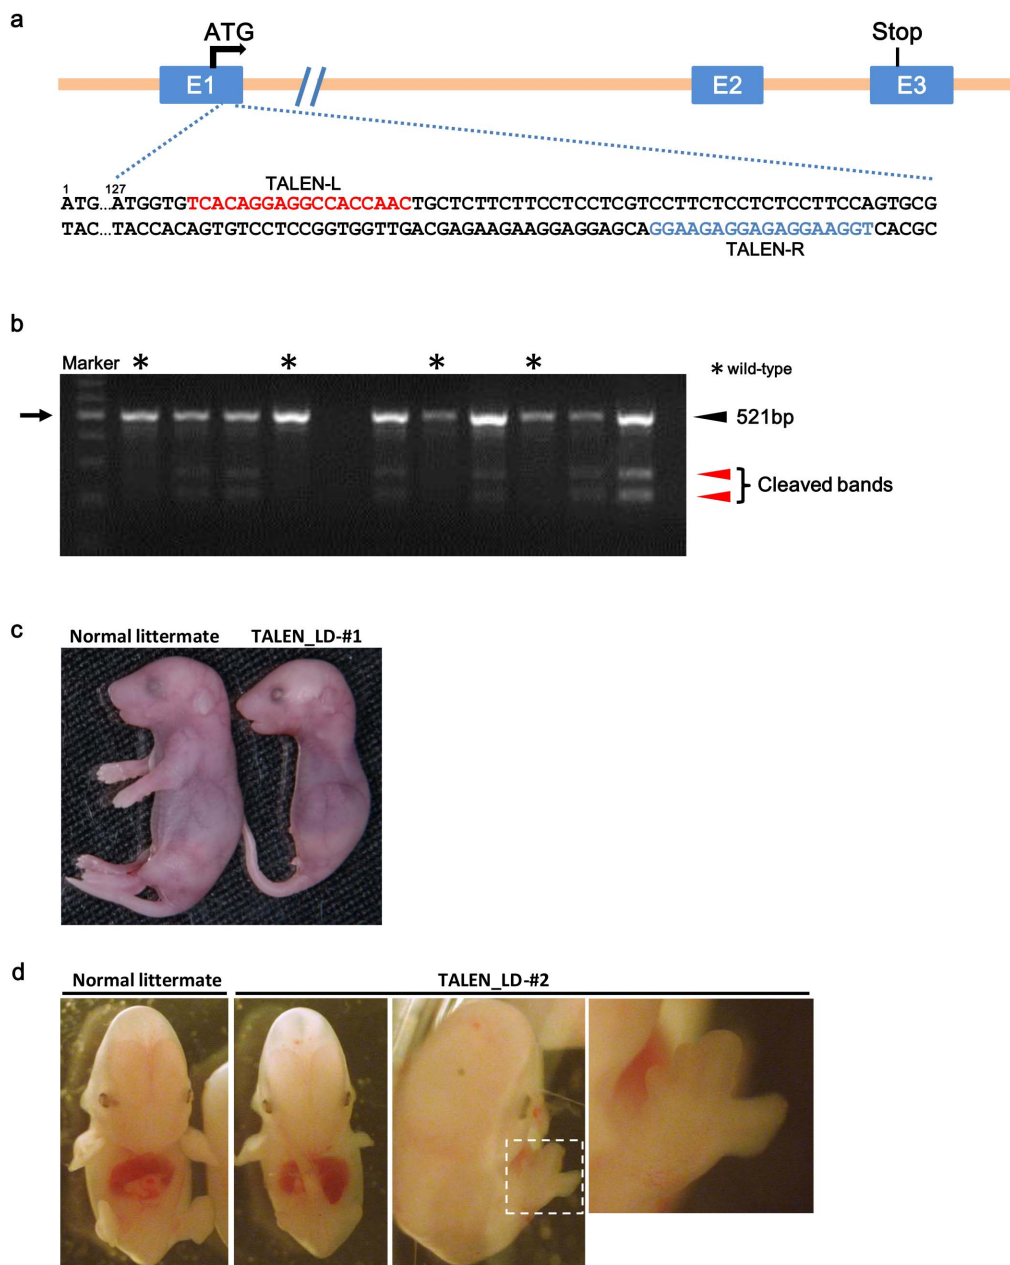 a
ATG
Stop
E1
E2
E3
1
127
TALEN-L
ATG...ATGGTGTCACAGGAGGCCACCAACTGCTCTTCTTCCTCCTCGTCCTTCTCCTCTCCTTCCAGTGCG
TAC...TACCACAGTGTCCTCCGGTGGTTGACGAGAAGAAGGAGGAGCAGGAAGAGGAGAGGAAGGTCACGC
TALEN-R
b
Marker * * * *
* wild-type
521bp
Cleaved bands
c
Normal littermate TALEN_LD-#1
d
Normal littermate TALEN_LD-#2